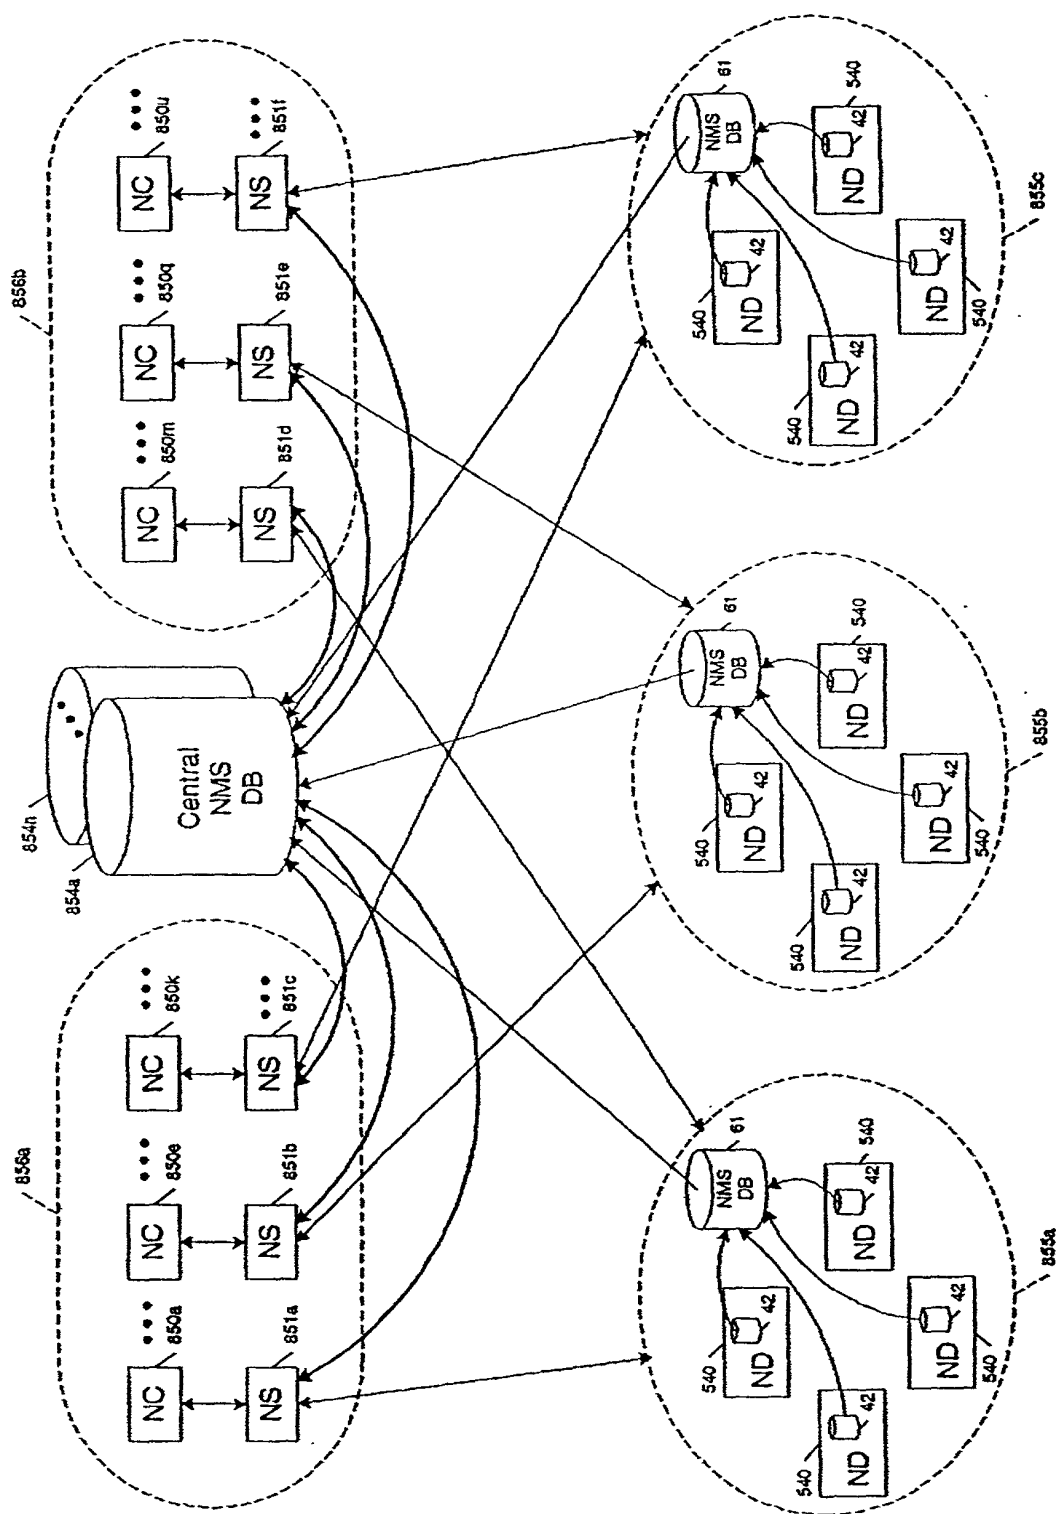 856a
850a
NC
850e
NC
850k
NC
851a
NS
851b
NS
851c
NS
854n
854a
Central
NMS
DB
856b
850m
NC
850q
NC
850u
NC
851d
NS
851e
NS
851f
NS
61
NMS
DB
540
42
ND
540
42
ND
540
42
ND
540
42
ND
855a
61
NMS
DB
540
42
ND
540
42
ND
540
42
ND
540
42
ND
855b
61
NMS
DB
540
42
ND
540
42
ND
540
42
ND
540
42
ND
855c